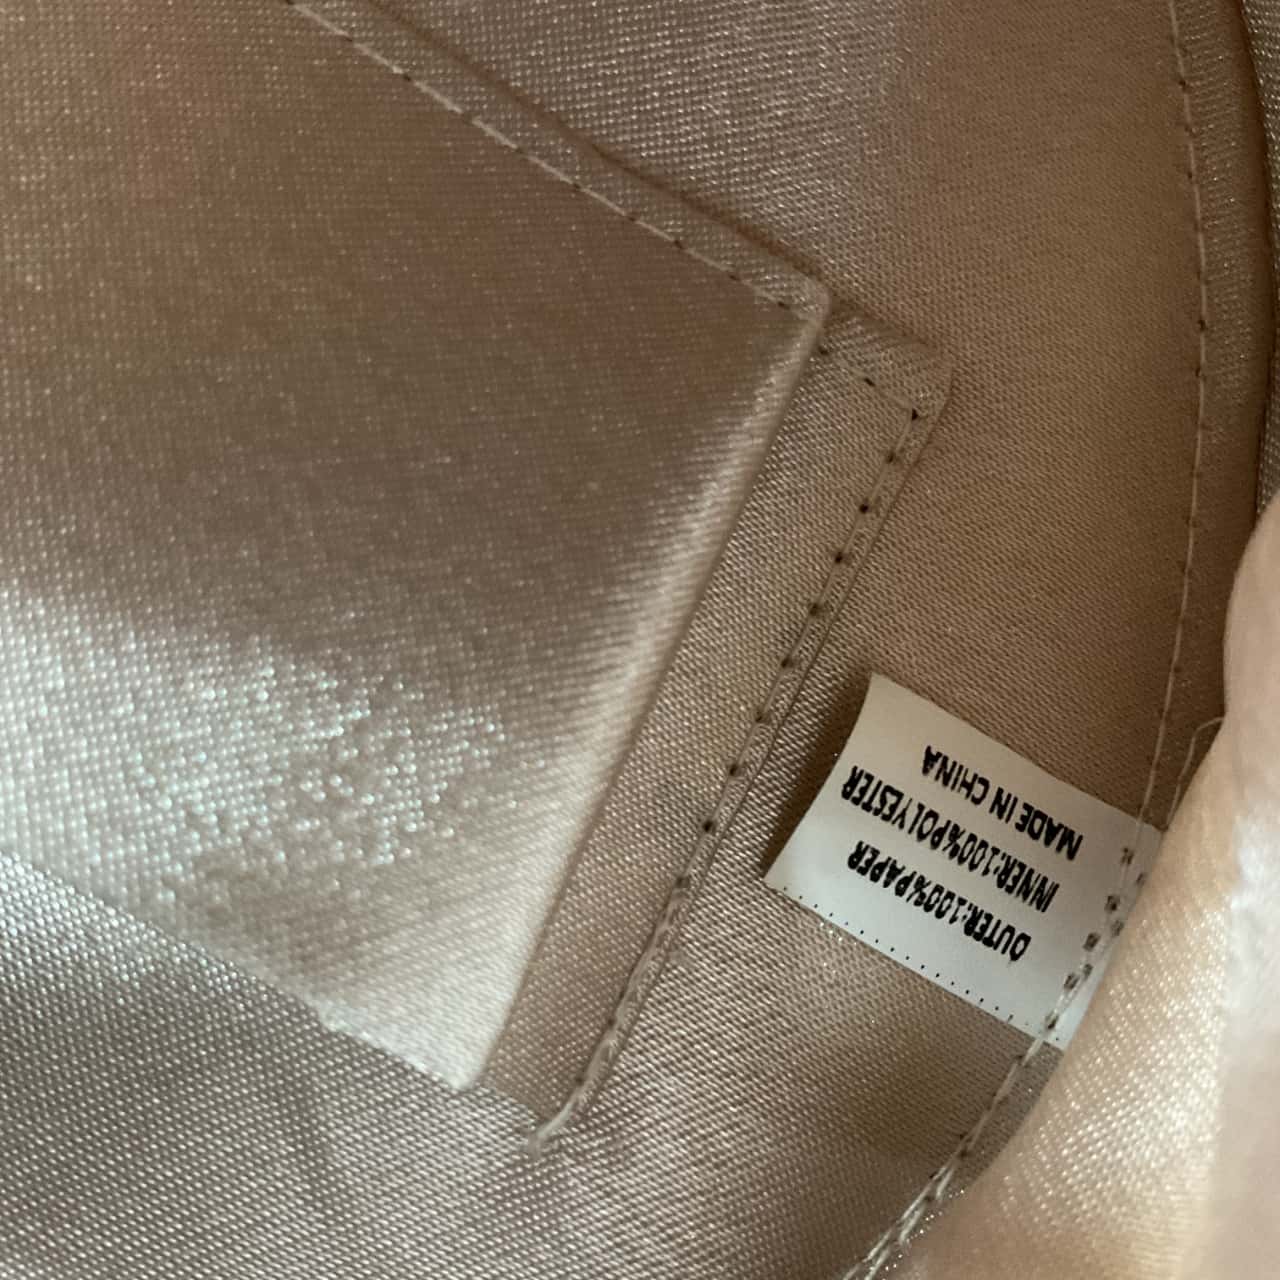 OUTER:100%PAPER
INNER:100%POLYESTER
MADE IN CHINA